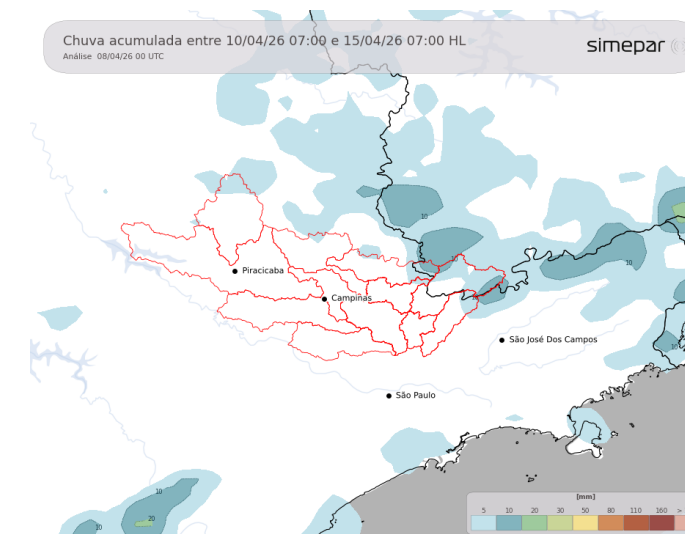 Chuva acumulada entre 10/04/26 07:00 e 15/04/26 07:00 HL
Análise 08/04/26 00 UTC
simepar
10
10
10
10
10
Piracicaba
Campinas
São José Dos Campos
São Paulo
10
20
10
[mm]
5 10 20 30 50 80 110 160 >